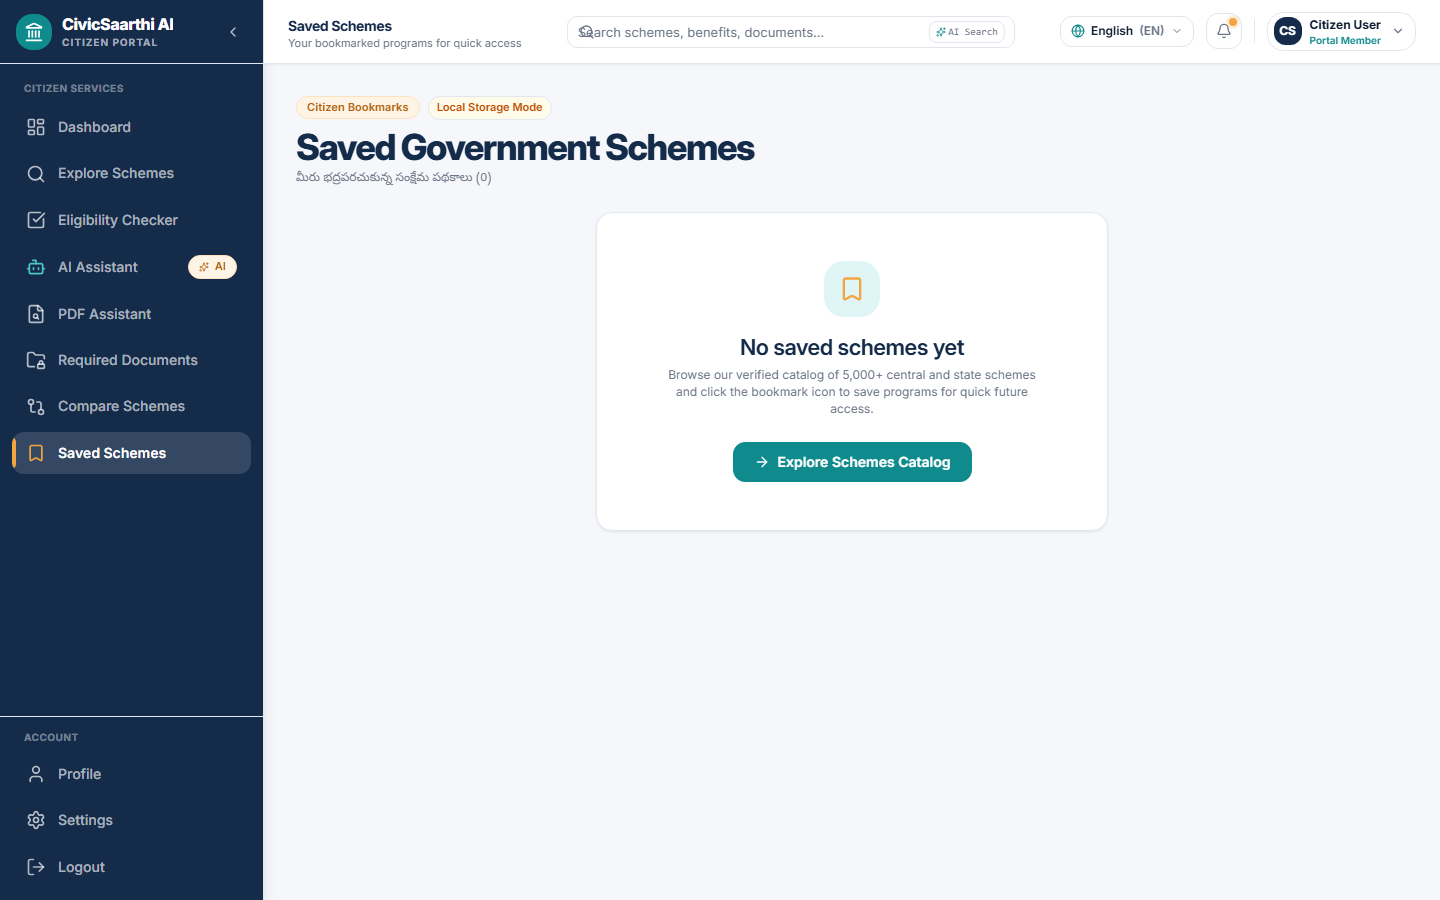 CivicSaarthi AI
CITIZEN PORTAL
CITIZEN SERVICES
Dashboard
Explore Schemes
Eligibility Checker
AI Assistant
AI
PDF Assistant
Required Documents
Compare Schemes
Saved Schemes
ACCOUNT
Profile
Settings
Logout
Saved Schemes
Your bookmarked programs for quick access
Search schemes, benefits, documents...
AI Search
English (EN)
CS
Citizen User
Portal Member
Citizen Bookmarks
Local Storage Mode
Saved Government Schemes
మీరు భద్రపరచుకున్న సంక్షేమ పథకాలు (0)
No saved schemes yet
Browse our verified catalog of 5,000+ central and state schemes
and click the bookmark icon to save programs for quick future
access.
Explore Schemes Catalog